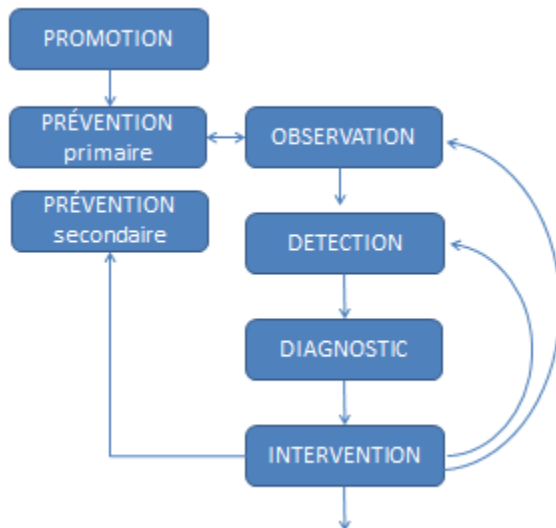 PROMOTION
PRÉVENTION
primaire
OBSERVATION
PRÉVENTION
secondaire
DETECTION
DIAGNOSTIC
INTERVENTION